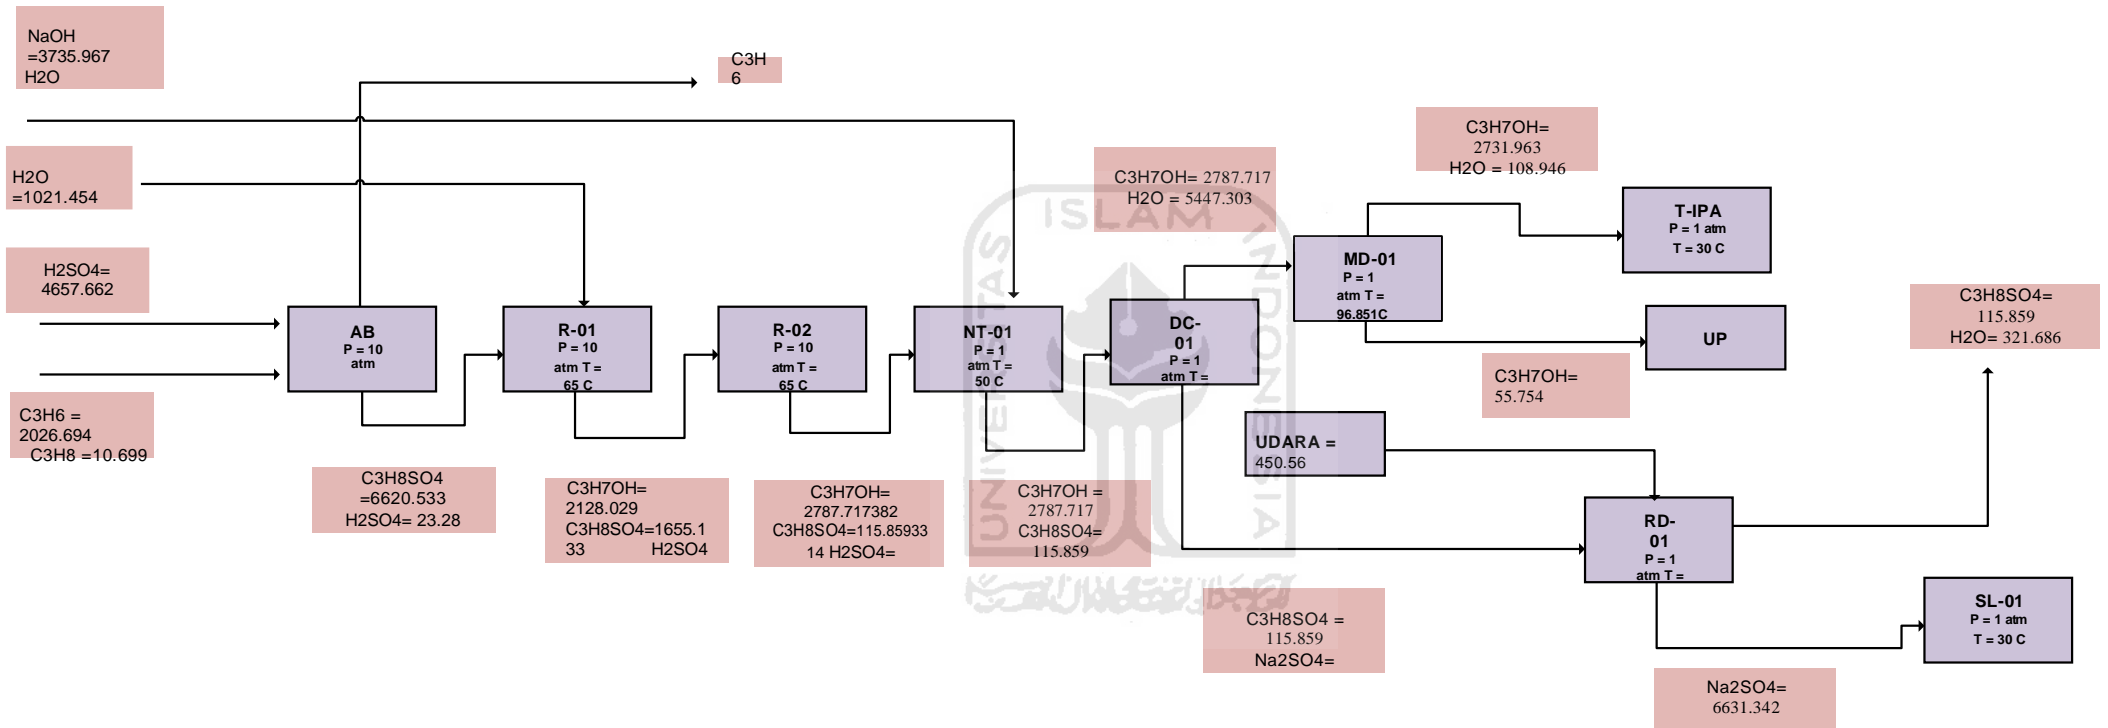 NaOH
=3735.967
H2O
C3H
6
H2O
=1021.454
H2SO4=
4657.662
C3H6 =
2026.694
C3H8 =10.699
AB
P = 10
atm
C3H8SO4
=6620.533
H2SO4= 23.28
R-01
P = 10
atm T =
65 C
C3H7OH=
2128.029
C3H8SO4=1655.1
33 H2SO4
R-02
P = 10
atm T =
65 C
C3H7OH=
2787.717382
C3H8SO4=115.85933
14 H2SO4=
NT-01
P = 1
atm T =
50 C
C3H7OH =
2787.717
C3H8SO4=
115.859
C3H7OH= 2787.717
H2O = 5447.303
DC-
01
P = 1
atm T =
MD-01
P = 1
atm T =
96.851C
C3H7OH=
2731.963
H2O = 108.946
T-IPA
P = 1 atm
T = 30 C
UP
C3H7OH=
55.754
UDARA =
450.56
C3H8SO4 =
115.859
Na2SO4=
RD-
01
P = 1
atm T =
C3H8SO4=
115.859
H2O= 321.686
SL-01
P = 1 atm
T = 30 C
Na2SO4=
6631.342
UNIVERSITAS
ISLAM
INDONESIA